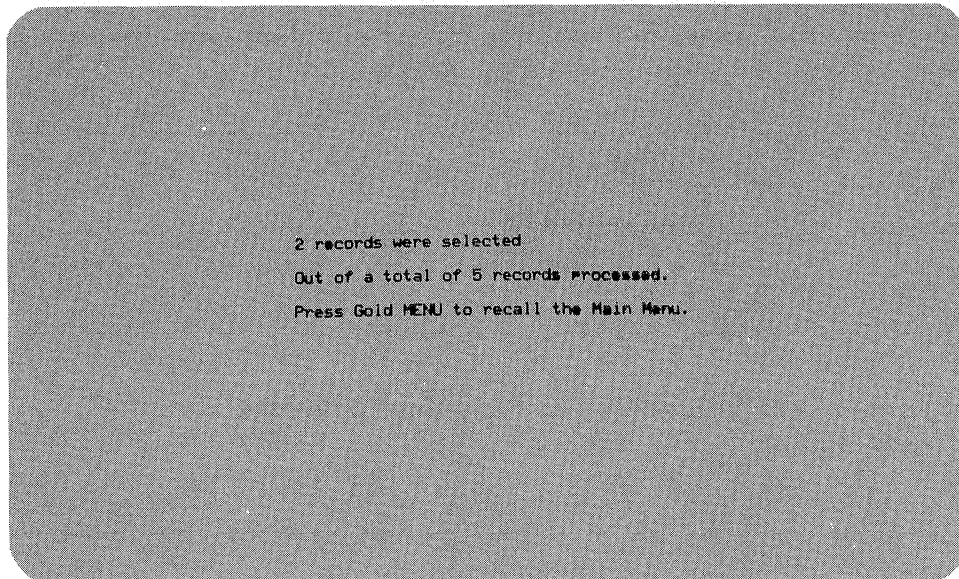 2 records were selected
Out of a total of 5 records processed.
Press Gold MENU to recall the Main Menu.